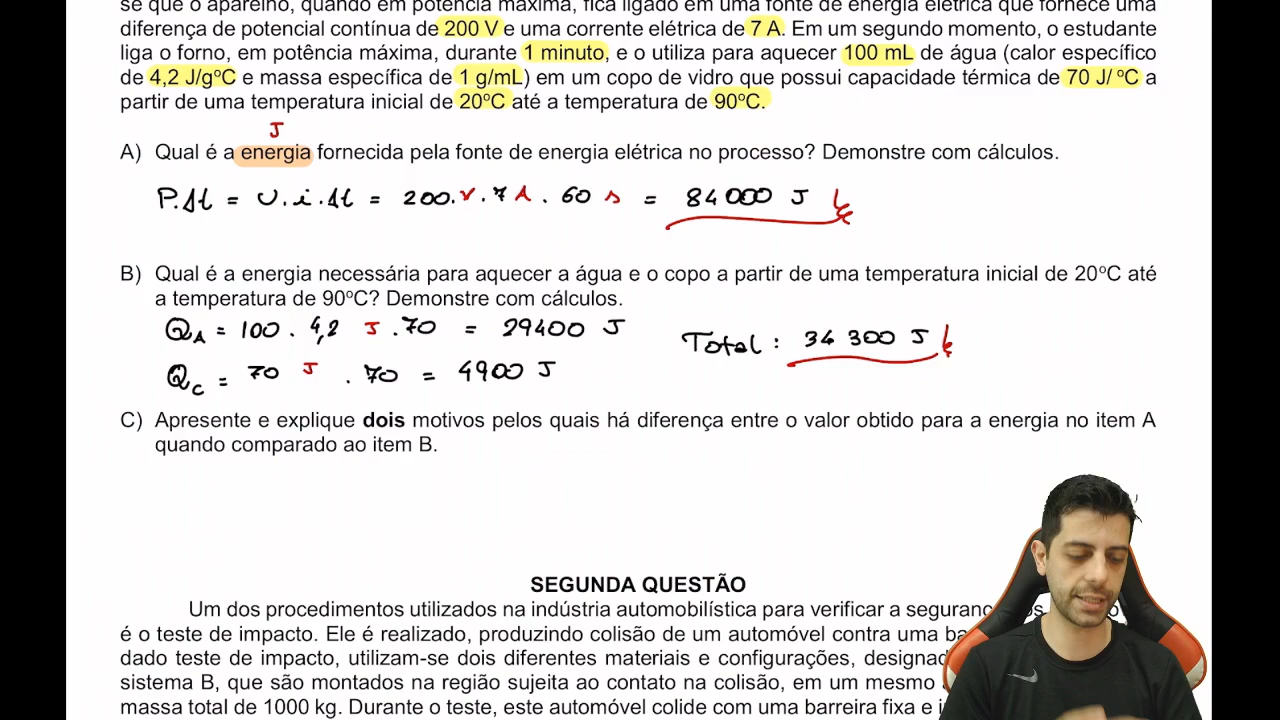 se que o aparelho, quando em potência máxima, fica ligado em uma fonte de energia elétrica que fornece uma
diferença de potencial contínua de 200 V e uma corrente elétrica de 7 A. Em um segundo momento, o estudante
liga o forno, em potência máxima, durante 1 minuto, e o utiliza para aquecer 100 mL de água (calor específico
de 4,2 J/gºC e massa específica de 1 g/mL) em um copo de vidro que possui capacidade térmica de 70 J/ ºC a
partir de uma temperatura inicial de 20ºC até a temperatura de 90ºC.
J
A) Qual é a energia fornecida pela fonte de energia elétrica no processo? Demonstre com cálculos.
P.Δt = U.i.Δt = 200.V.7A.60 s = 84000 J
B) Qual é a energia necessária para aquecer a água e o copo a partir de uma temperatura inicial de 20ºC até
a temperatura de 90ºC? Demonstre com cálculos.
QA = 100 . 4,2 J .70 = 29400 J
Total: 34 300 J
QC = 70 J .70 = 4900 J
C) Apresente e explique dois motivos pelos quais há diferença entre o valor obtido para a energia no item A
quando comparado ao item B.
SEGUNDA QUESTÃO
Um dos procedimentos utilizados na indústria automobilística para verificar a seguranç
é o teste de impacto. Ele é realizado, produzindo colisão de um automóvel contra uma ba
dado teste de impacto, utilizam-se dois diferentes materiais e configurações, designad
sistema B, que são montados na região sujeita ao contato na colisão, em um mesmo
massa total de 1000 kg. Durante o teste, este automóvel colide com uma barreira fixa e i